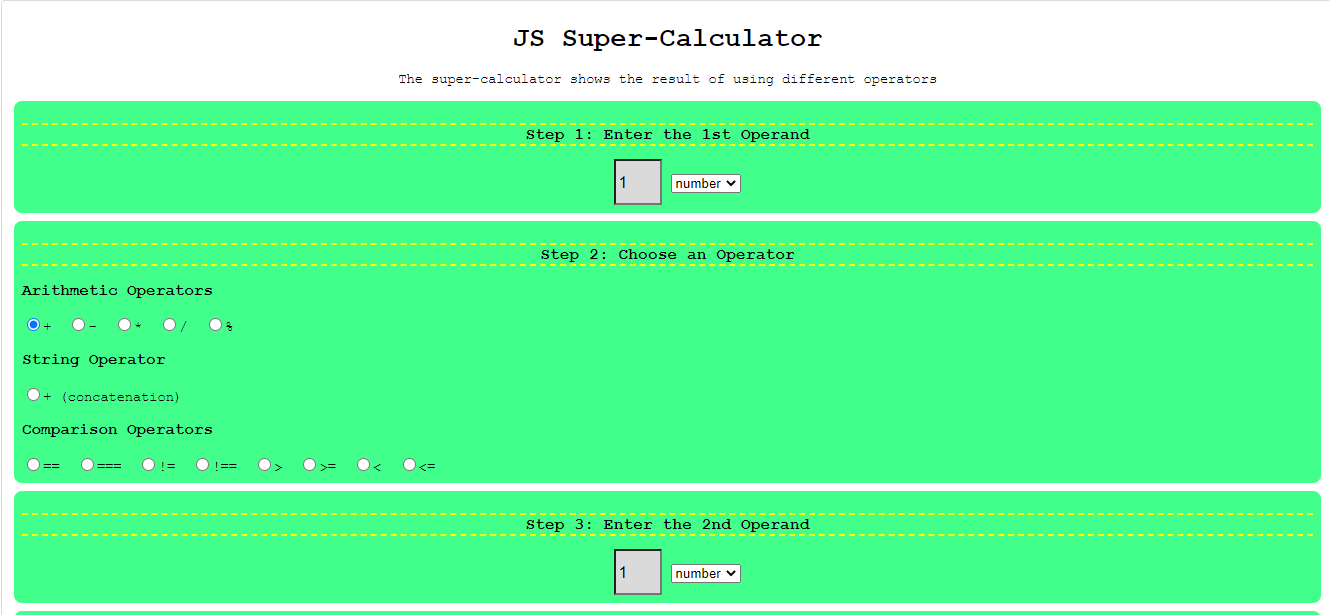 JS Super-Calculator
The super-calculator shows the result of using different operators
Step 1: Enter the 1st Operand
1 number
Step 2: Choose an Operator
Arithmetic Operators
+ - * / %
String Operator
+ (concatenation)
Comparison Operators
== === != !== > >= < <=
Step 3: Enter the 2nd Operand
1 number